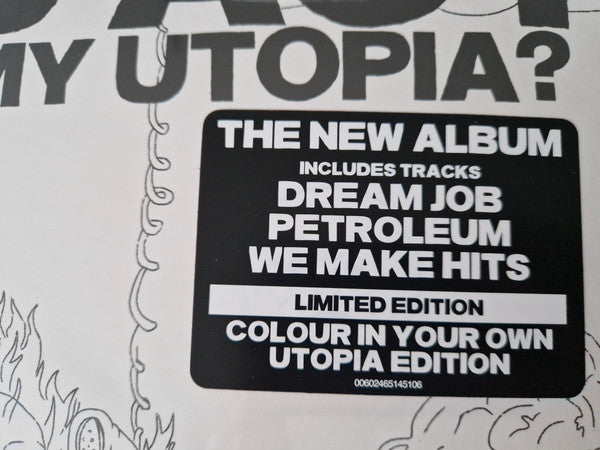 MY UTOPIA?
THE NEW ALBUM
INCLUDES TRACKS
DREAM JOB
PETROLEUM
WE MAKE HITS
LIMITED EDITION
COLOUR IN YOUR OWN
UTOPIA EDITION
00602465145106